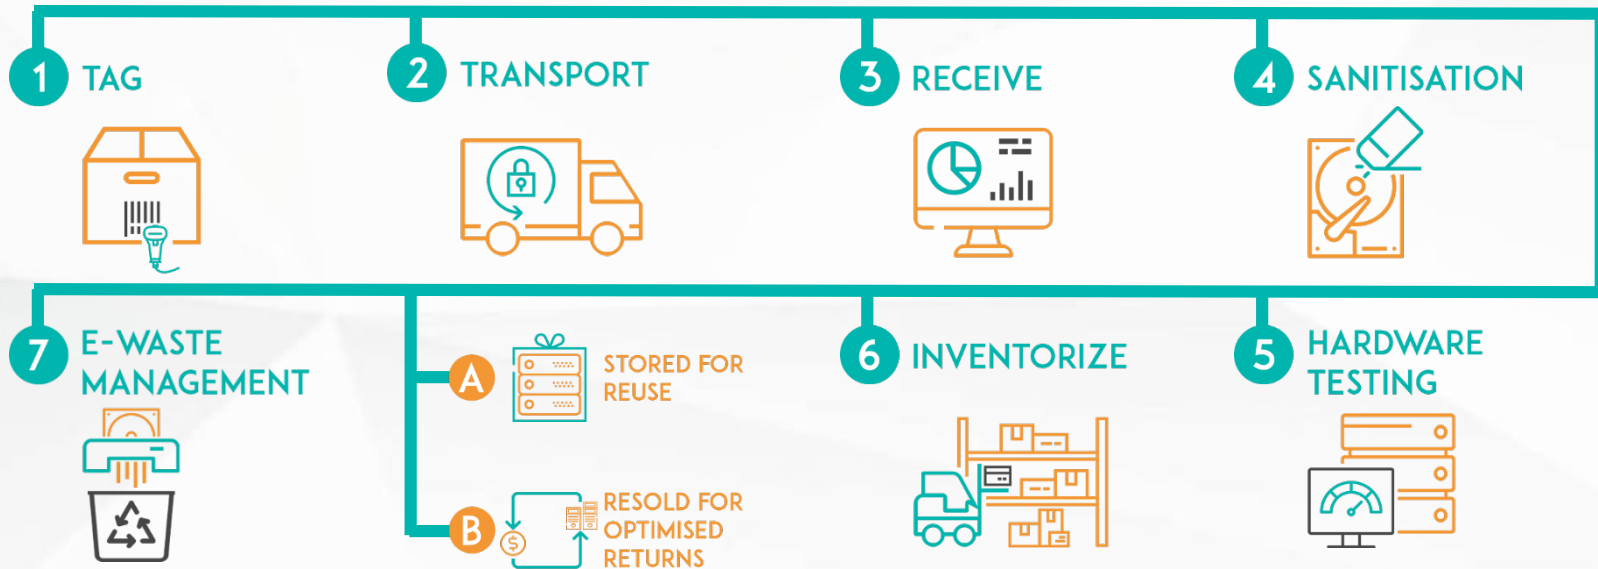 1 TAG
2 TRANSPORT
3 RECEIVE
4 SANITISATION
7 E-WASTE
MANAGEMENT
A STORED FOR
REUSE
B RESOLD FOR
OPTIMISED
RETURNS
$
6 INVENTORIZE
5 HARDWARE
TESTING